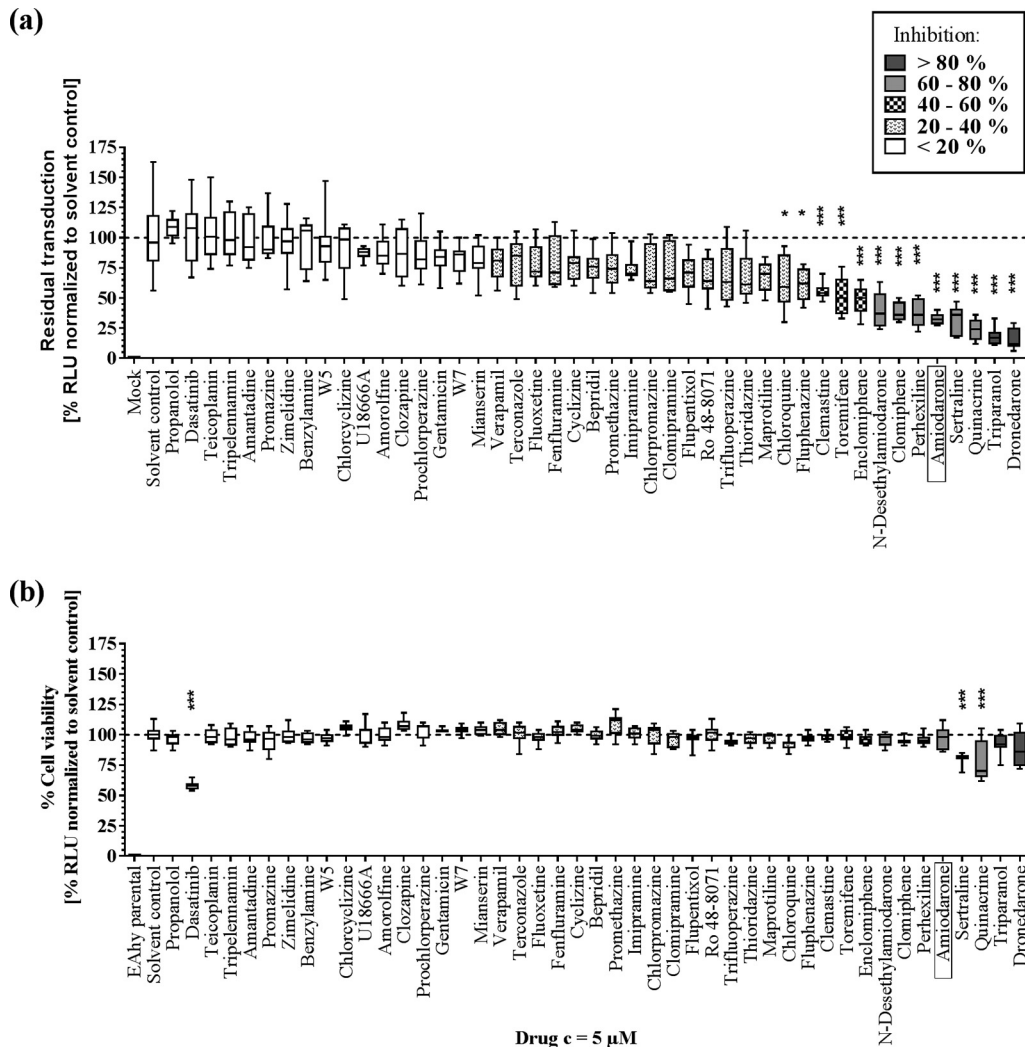 (a)
Inhibition:
> 80 %
60 - 80 %
40 - 60 %
20 - 40 %
< 20 %
Residual transduction
[% RLU normalized to solvent control]
175
150
125
100
75
50
25
0
* * *** *** *** *** *** *** *** *** *** *** ***
Mock
Solvent control
Propanolol
Dasatinib
Teicoplanin
Tripelennamin
Amantadine
Promazine
Zimelidine
Benzylamine
W5
Chlorcyclizine
U18666A
Amorolfin
Clozapine
Prochlorperazine
Gentamicin
W7
Mianserin
Verapamil
Terconazole
Fluoxetine
Fenfluramine
Cyclizine
Bepridil
Promethazine
Imipramine
Chlorpromazine
Clomipramine
Flupentixol
Ro 48-8071
Trifluoperazine
Thioridazine
Maprotiline
Chloroquine
Fluphenazine
Clemastine
Toremifene
Enclomiphene
N-Desethylamiodarone
Clomiphene
Perhexiline
Amiodarone
Sertraline
Quinacrine
Triparanol
Dronedarone
(b)
% Cell viability
[% RLU normalized to solvent control]
175
150
125
100
75
50
25
0
*** *** ***
EAhy parental
Solvent control
Propanolol
Dasatinib
Teicoplanin
Tripelennamin
Amantadine
Promazine
Zimelidine
Benzylamine
W5
Chlorcyclizine
U18666A
Amorolfine
Clozapine
Prochlorperazine
Gentamicin
W7
Mianserin
Verapamil
Terconazole
Fluoxetine
Fenfluramine
Cyclizine
Bepridil
Promethazine
Imipramine
Chlorpromazine
Clomipramine
Flupentixol
Ro 48-8071
Trifluoperazine
Thioridazine
Maprotiline
Chloroquine
Fluphenazine
Clemastine
Toremifene
Enclomiphene
N-Desethylamiodarone
Clomiphene
Perhexiline
Amiodaronel
Sertraline
Quinacrine
Triparanol
Dronedarone
Drug c = 5 µM